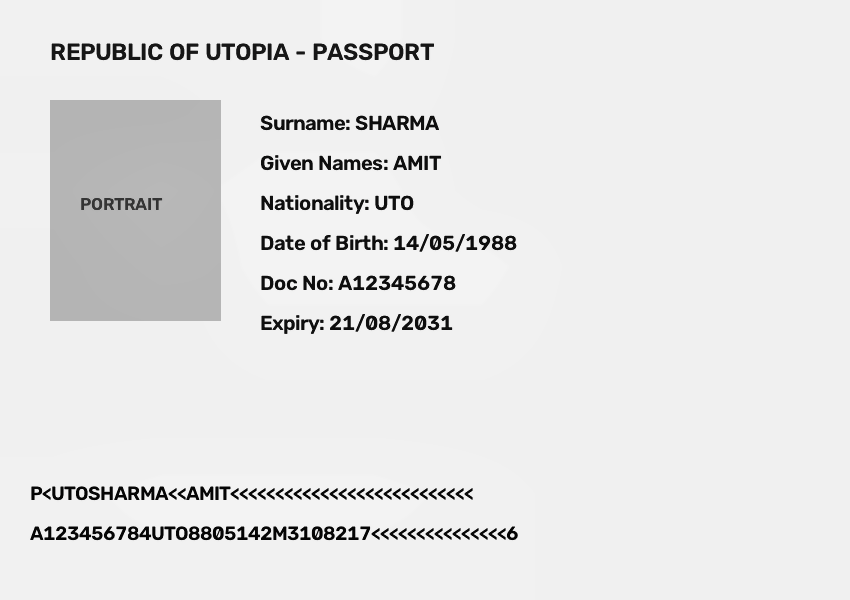 REPUBLIC OF UTOPIA - PASSPORT
PORTRAIT
Surname: SHARMA
Given Names: AMIT
Nationality: UTO
Date of Birth: 14/05/1988
Doc No: A12345678
Expiry: 21/08/2031
P<UTOSHARMA<<AMIT<<<<<<<<<<<<<<<<<<<<<<<<<<<
A123456784UTO8805142M3108217<<<<<<<<<<<<<<<6